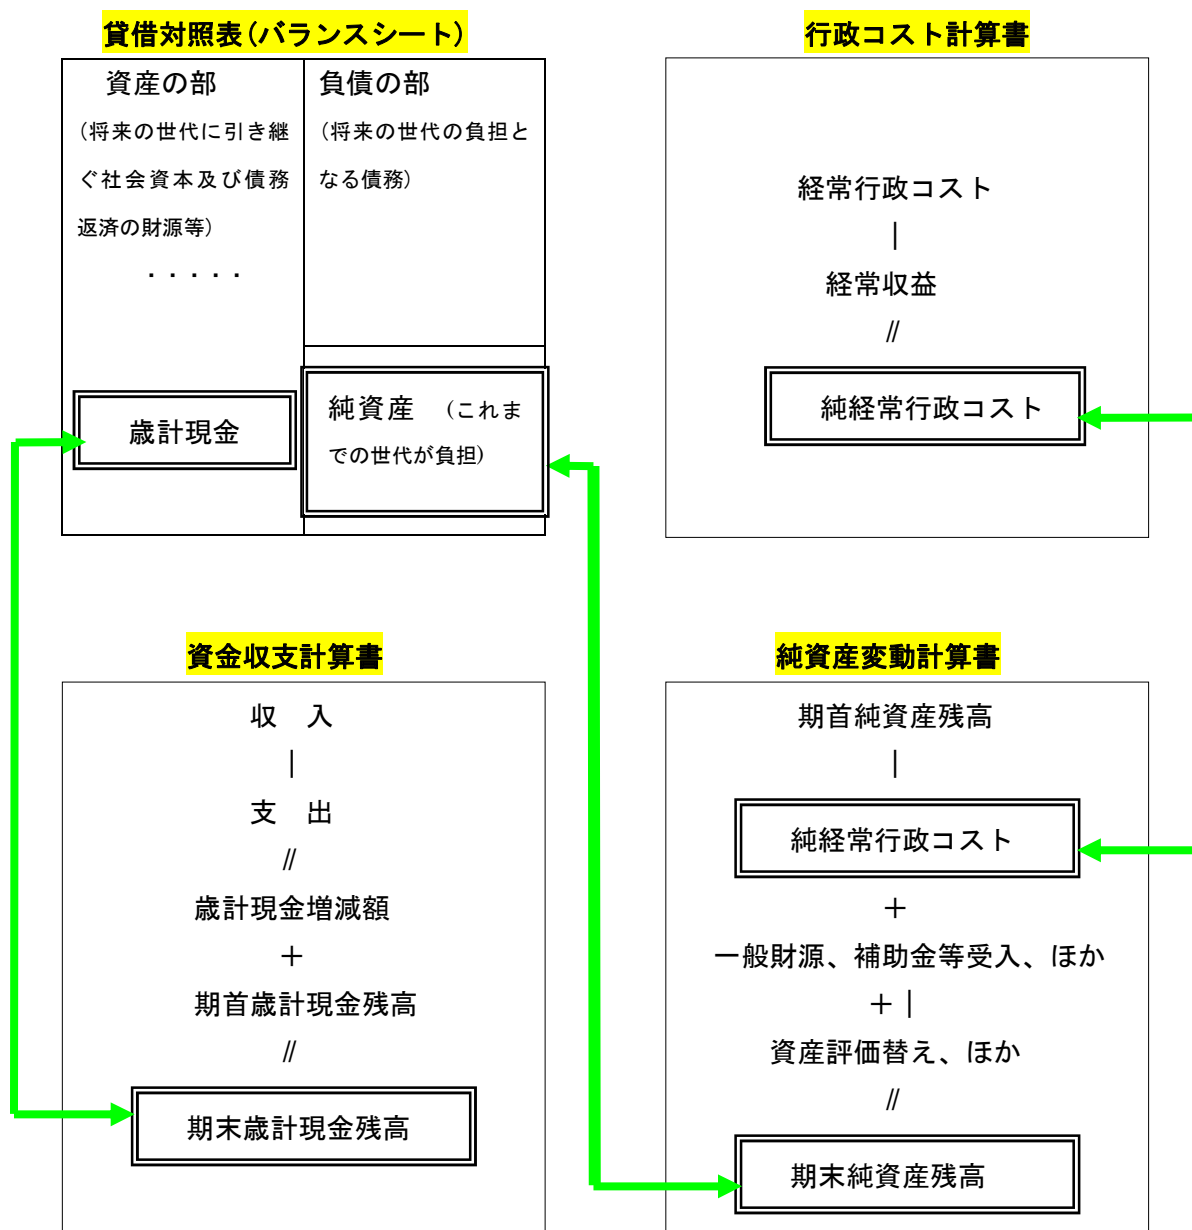 貸借対照表(バランスシート)
資産の部
（将来の世代に引き継
ぐ社会資本及び債務
返済の財源等）
・・・・・
歳計現金
負債の部
（将来の世代の負担と
なる債務）
純資産　（これま
での世代が負担）
行政コスト計算書
経常行政コスト
｜
経常収益
〃
純経常行政コスト
資金収支計算書
収　入
｜
支　出
〃
歳計現金増減額
＋
期首歳計現金残高
〃
期末歳計現金残高
純資産変動計算書
期首純資産残高
｜
純経常行政コスト
＋
一般財源、補助金等受入、ほか
＋｜
資産評価替え、ほか
〃
期末純資産残高